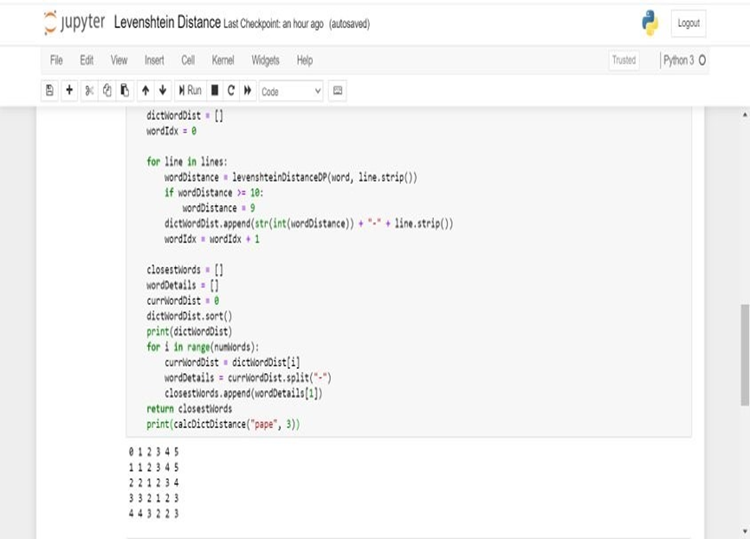 jupyter Levenshtein Distance Last Checkpoint: an hour ago (autosaved)
Logout
File Edit View Insert Cell Kernel Widgets Help
Trusted Python 3
Run Code
dictWordDist = []
wordIdx = 0
for line in lines:
wordDistance = levenshteinDistanceDP(word, line.strip())
if wordDistance >= 10:
wordDistance = 9
dictWordDist.append(str(int(wordDistance)) + "-" + line.strip())
wordIdx = wordIdx + 1
closestWords = []
wordDetails = []
currWordDist = 0
dictWordDist.sort()
print(dictWordDist)
for i in range(numWords):
currWordDist = dictWordDist[i]
wordDetails = currWordDist.split("-")
closestWords.append(wordDetails[1])
return closestWords
print(calcDictDistance("pape", 3))
0 1 2 3 4 5
1 1 2 3 4 5
2 2 1 2 3 4
3 3 2 1 2 3
4 4 3 2 2 3